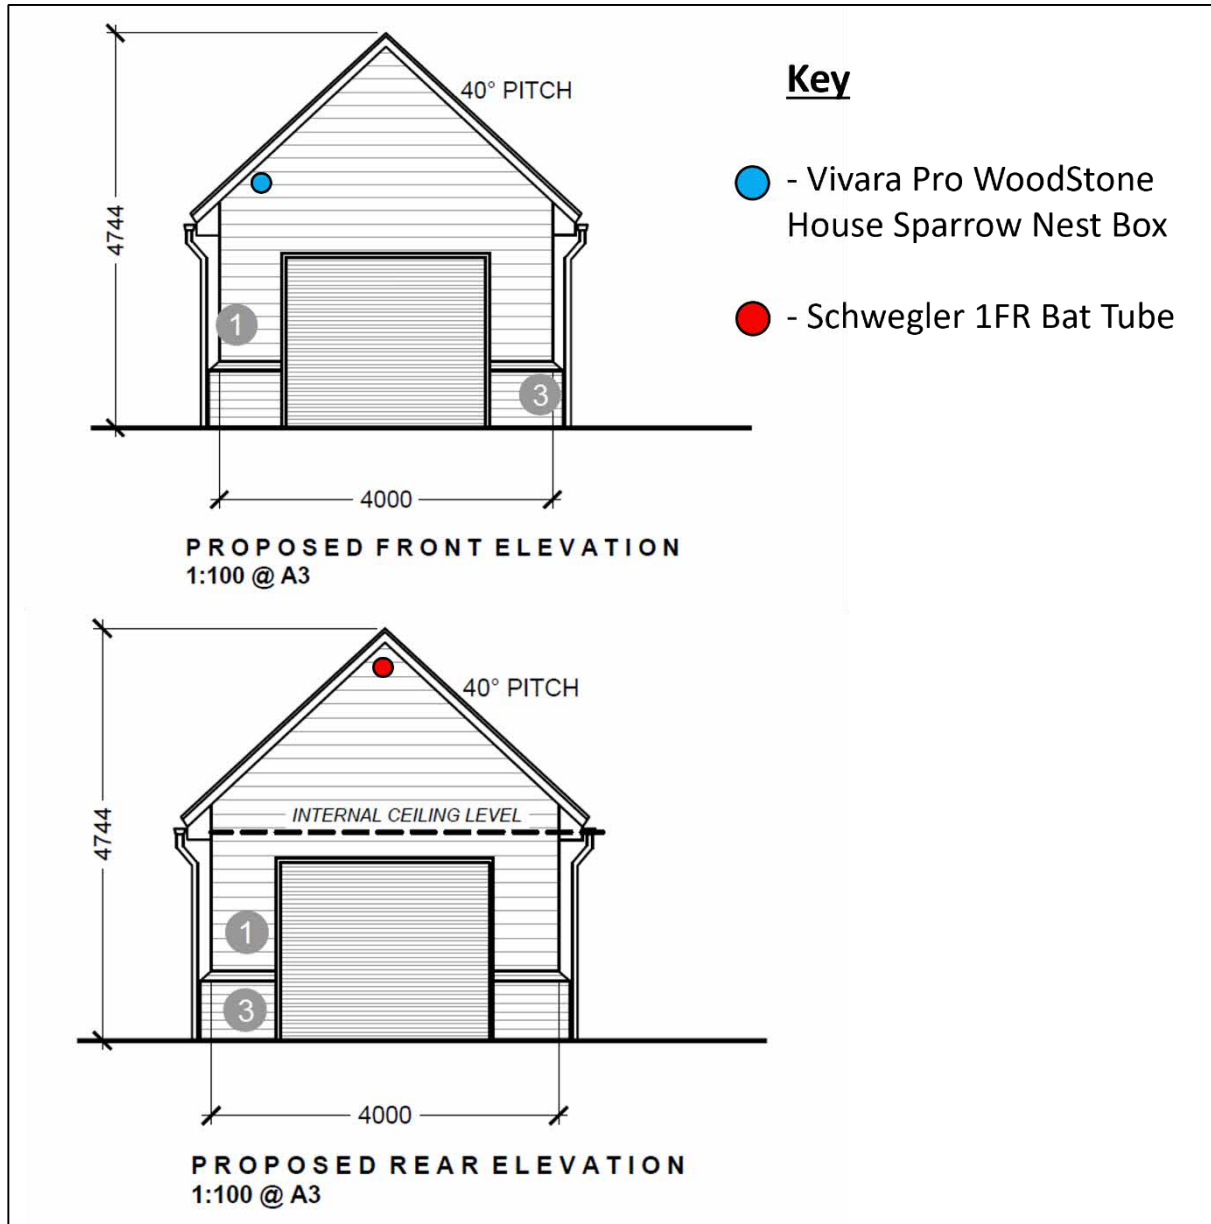 40° PITCH
4744
1
3
4000
PROPOSED FRONT ELEVATION
1:100 @ A3
Key
- Vivara Pro WoodStone
House Sparrow Nest Box
- Schwegler 1FR Bat Tube
40° PITCH
INTERNAL CEILING LEVEL
4744
1
3
4000
PROPOSED REAR ELEVATION
1:100 @ A3